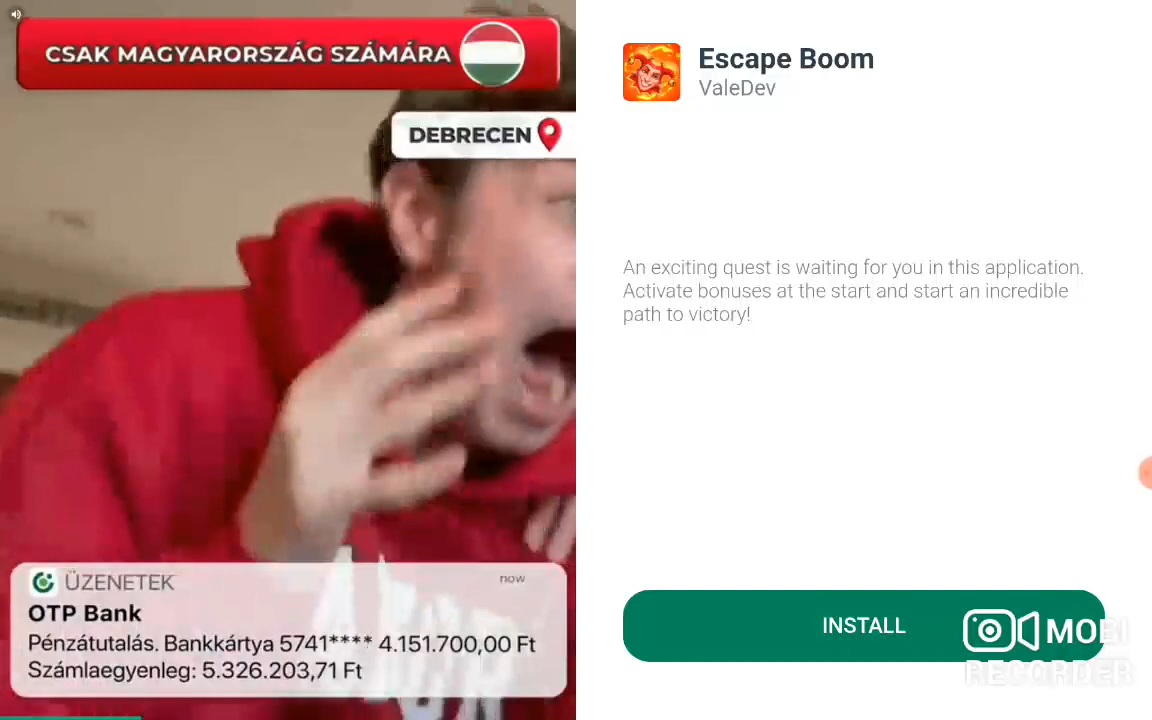 CSAK MAGYARORSZÁG SZÁMÁRA
DEBRECEN
ÜZENETEK
now
OTP Bank
Pénzátutalás. Bankkártya 5741**** 4.151.700,00 Ft
Számlaegyenleg: 5.326.203,71 Ft
Escape Boom
ValeDev
An exciting quest is waiting for you in this application.
Activate bonuses at the start and start an incredible
path to victory!
INSTALL
MOBI
RECORDER